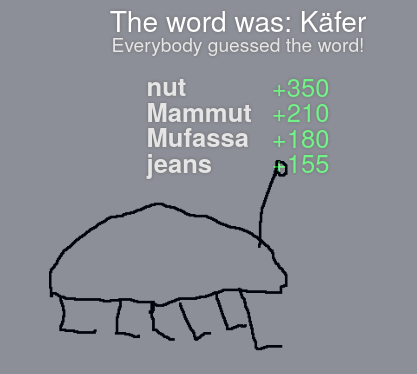 The word was: Käfer
Everybody guessed the word!
nut +350
Mammut +210
Mufassa +180
jeans +155